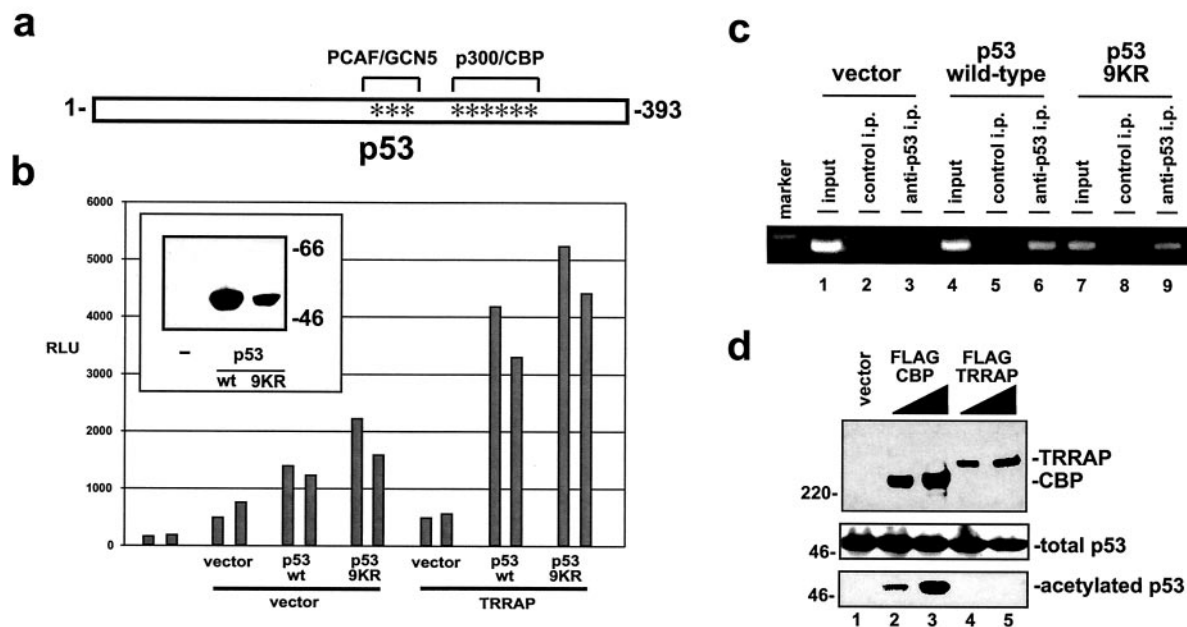 a
PCAF/GCN5 p300/CBP
1- *** ****** -393
p53
b
6000
5000
4000
3000
2000
1000
0
RLU
-66
-46
–
p53
wt 9KR
vector p53 wt p53 9KR vector p53 wt p53 9KR
vector TRRAP
c
vector p53 wild-type p53 9KR
marker
input
control i.p.
anti-p53 i.p.
input
control i.p.
anti-p53 i.p.
input
control i.p.
anti-p53 i.p.
1 2 3 4 5 6 7 8 9
d
vector
FLAG CBP
FLAG TRRAP
-TRRAP
-CBP
220-
46- -total p53
46- -acetylated p53
1 2 3 4 5